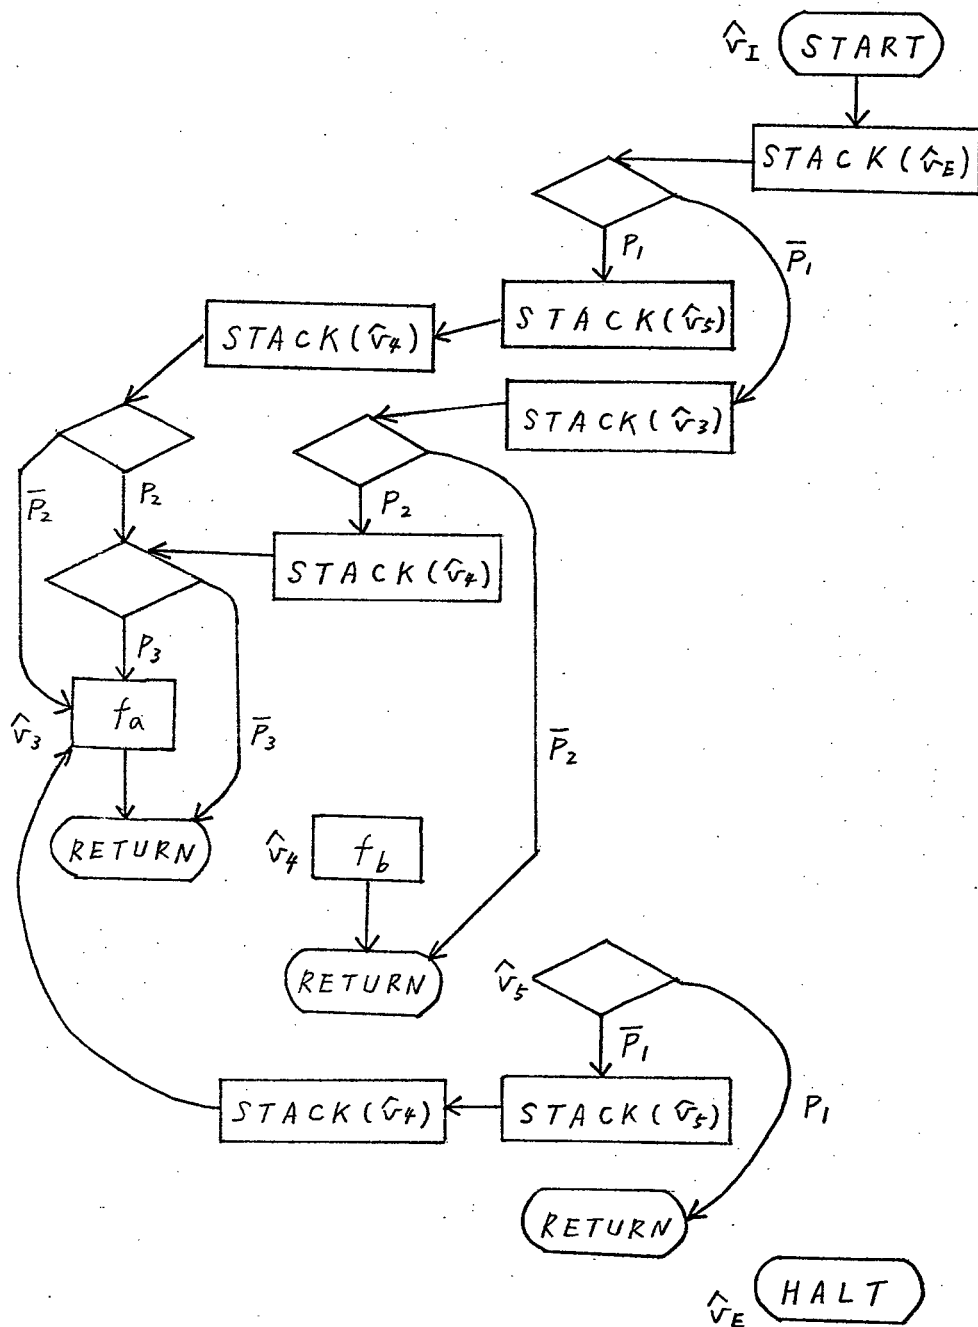 v̂I START
STACK(v̂E)
P1
P̄1
STACK(v̂5)
STACK(v̂4)
STACK(v̂3)
P̄2
P2
P2
STACK(v̂4)
P3
v̂3 fa
P̄3
P̄2
RETURN
v̂4 fb
RETURN
v̂5
P̄1
STACK(v̂4)
STACK(v̂5)
P1
RETURN
v̂E HALT